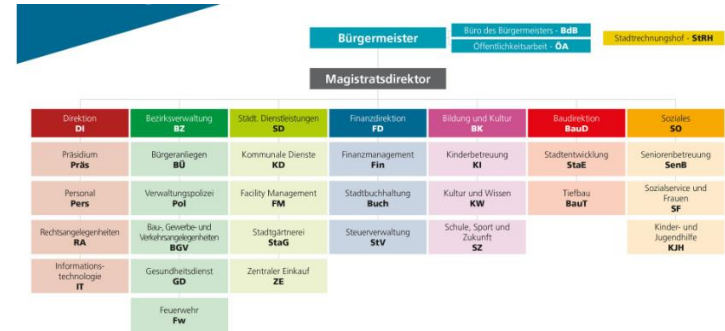 Bürgermeister
Büro des Bürgermeisters - BdB
Öffentlichkeitsarbeit - ÖA
Stadtrechnungshof - StRH
Magistratsdirektor
Direktion
DI
Bezirksverwaltung
BZ
Städt. Dienstleistungen
SD
Finanzdirektion
FD
Bildung und Kultur
BK
Baudirektion
BauD
Soziales
SO
Präsidium
Präs
Bürgeranliegen
BÜ
Kommunale Dienste
KD
Finanzmanagement
Fin
Kinderbetreuung
KI
Stadtentwicklung
StaE
Seniorenbetreuung
SenB
Personal
Pers
Verwaltungspolizei
Pol
Facility Management
FM
Stadtbuchhaltung
Buch
Kultur und Wissen
KW
Tiefbau
BauT
Sozialservice und
Frauen
SF
Rechtsangelegenheiten
RA
Bau-, Gewerbe- und
Verkehrsangelegenheiten
BGV
Stadtgärtnerei
StaG
Steuerverwaltung
StV
Schule, Sport und
Zukunft
SZ
Kinder- und
Jugendhilfe
KJH
Informations-
technologie
IT
Gesundheitsdienst
GD
Zentraler Einkauf
ZE
Feuerwehr
Fw